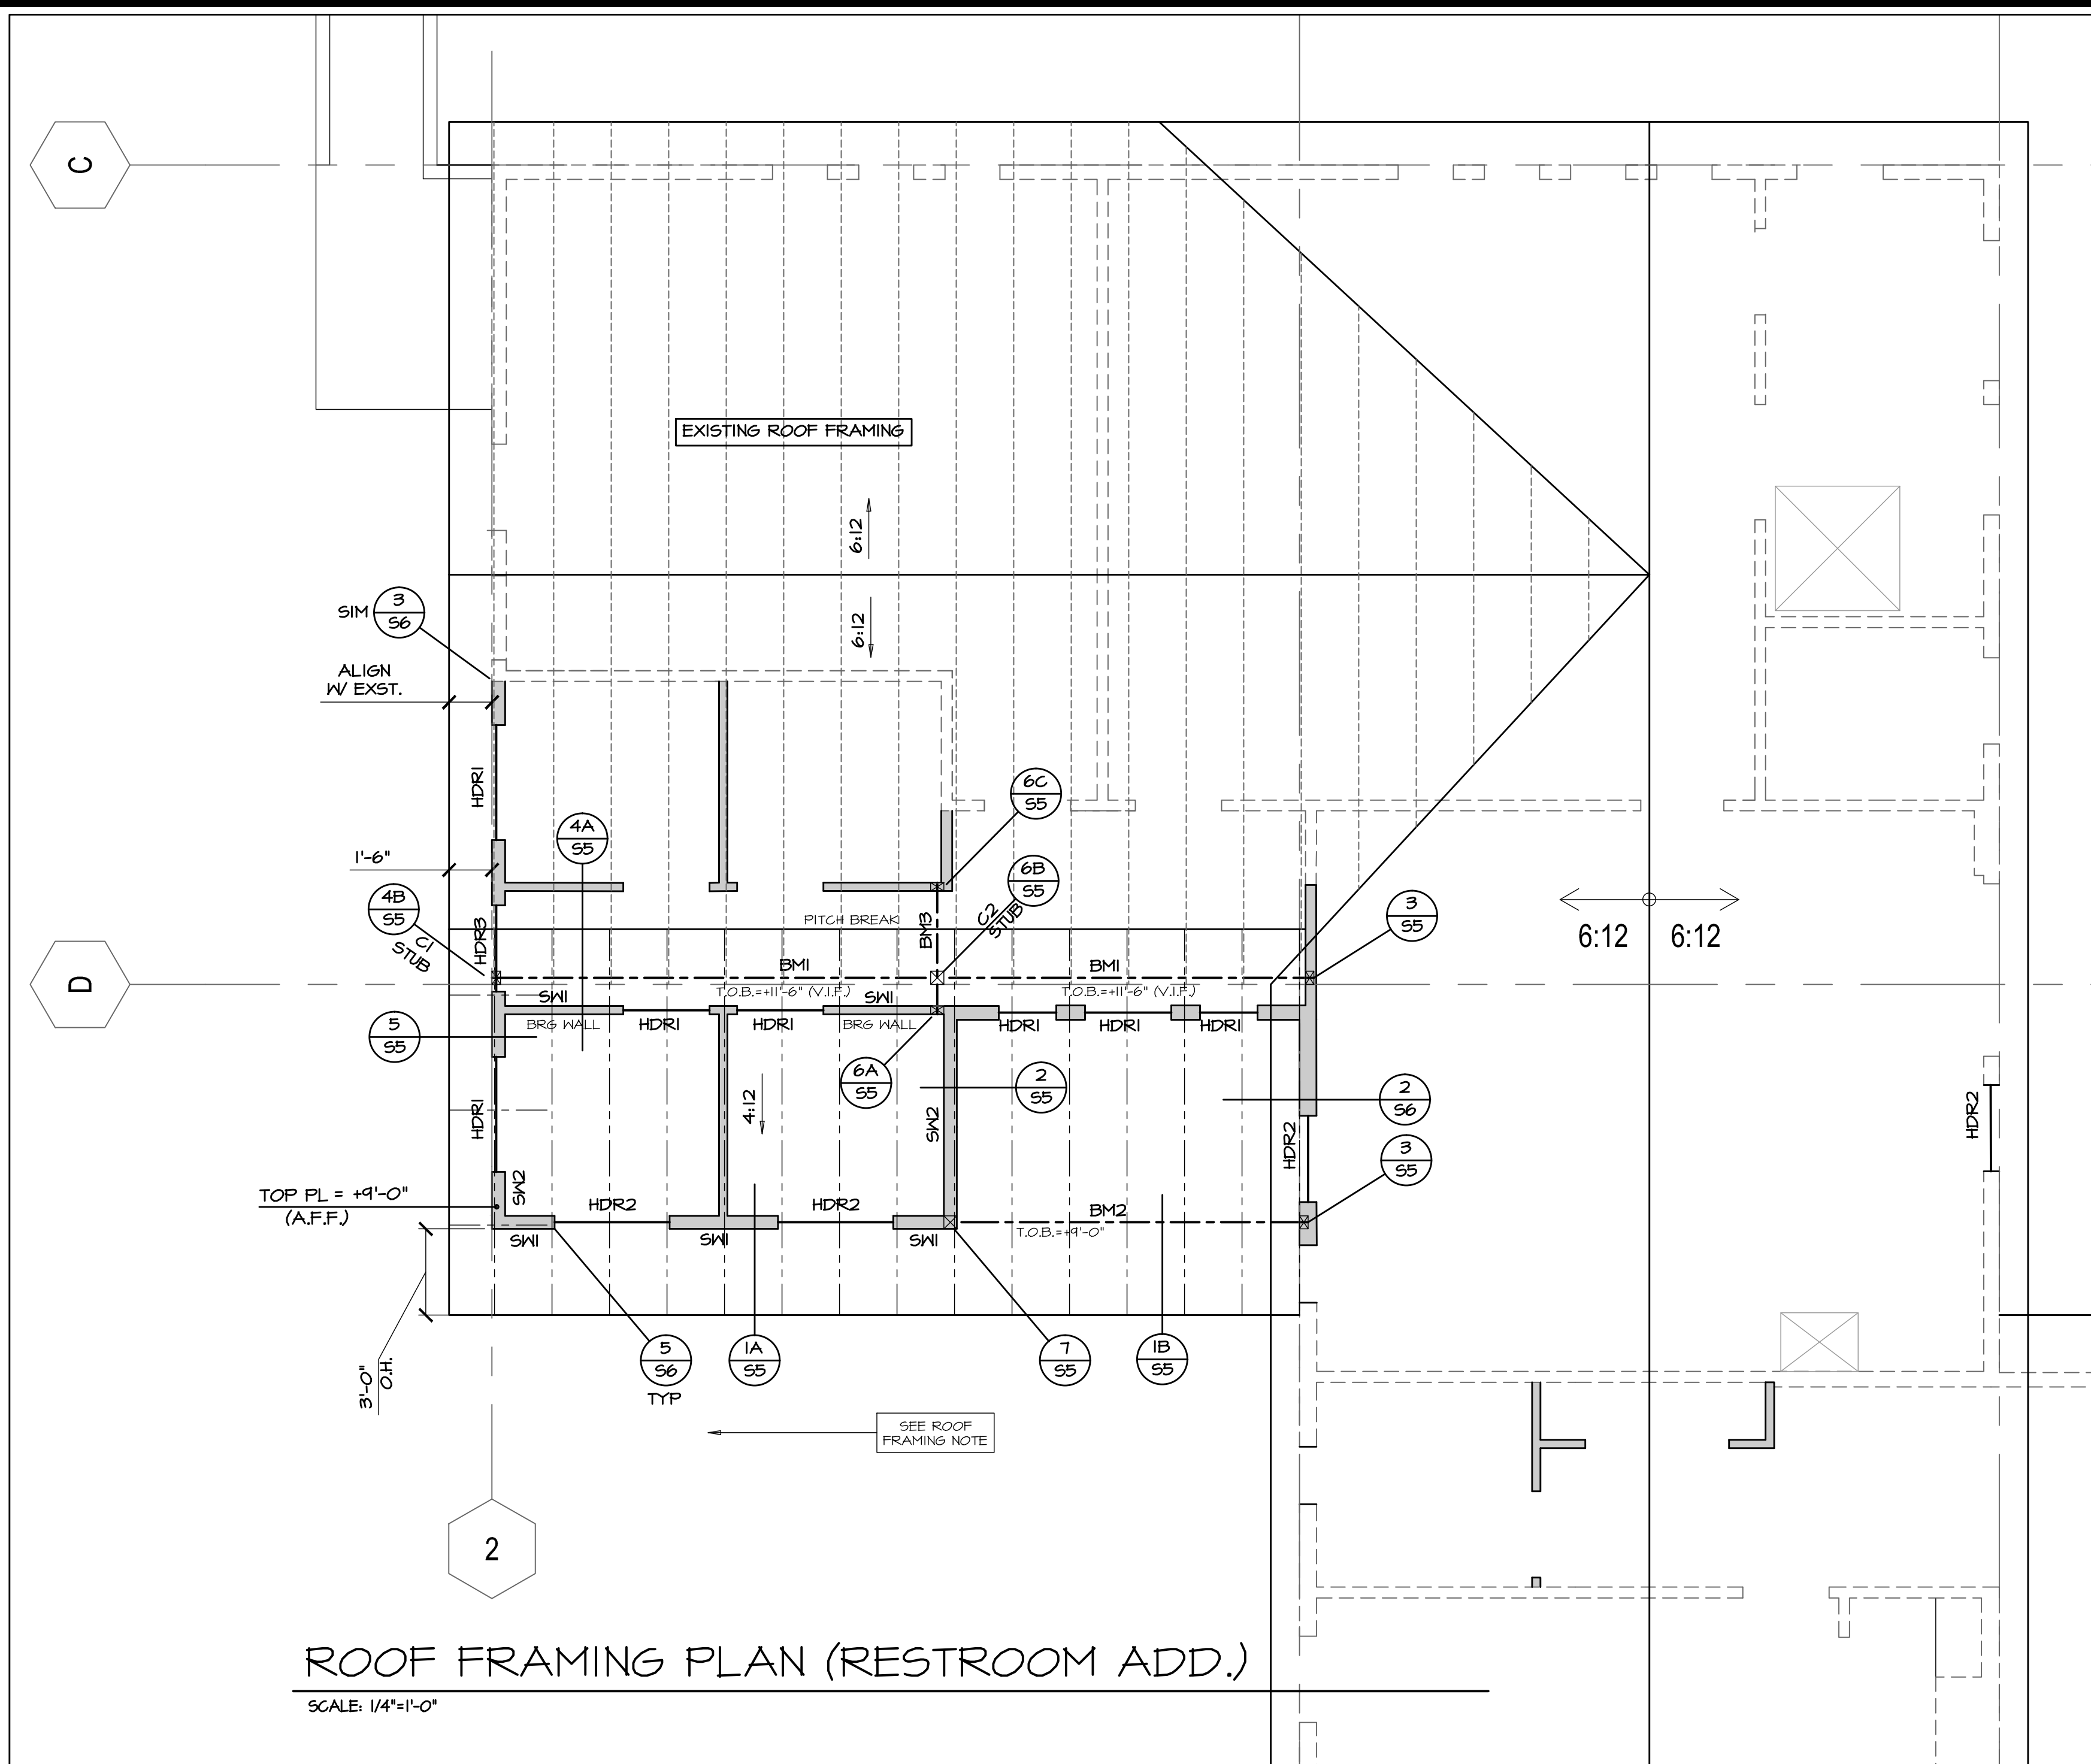 C
EXISTING ROOF FRAMING
6:12
6:12
SIM
3
S6
ALIGN
W/ EXST.
HDR1
6C
S5
4A
S5
1'-6"
6B
S5
4B
S5
C1
STUB
HDR3
PITCH BREAK
BM3
C2
STUB
3
S5
6:12
6:12
D
BM1
BM1
T.O.B.=+11'-6" (V.I.F.)
T.O.B.=+11'-6" (V.I.F.)
SW1
SW1
BRG WALL
HDR1
HDR1
BRG WALL
HDR1
HDR1
HDR1
5
S5
6A
S5
2
S5
2
S6
HDR1
4:12
SW2
HDR2
HDR2
3
S5
SW2
TOP PL = +9'-0"
(A.F.F.)
HDR2
HDR2
BM2
T.O.B.=+9'-0"
SW1
SW1
SW1
3'-0"
O.H.
5
S6
TYP
1A
S5
7
S5
1B
S5
SEE ROOF
FRAMING NOTE
2
ROOF FRAMING PLAN (RESTROOM ADD.)
SCALE: 1/4"=1'-0"